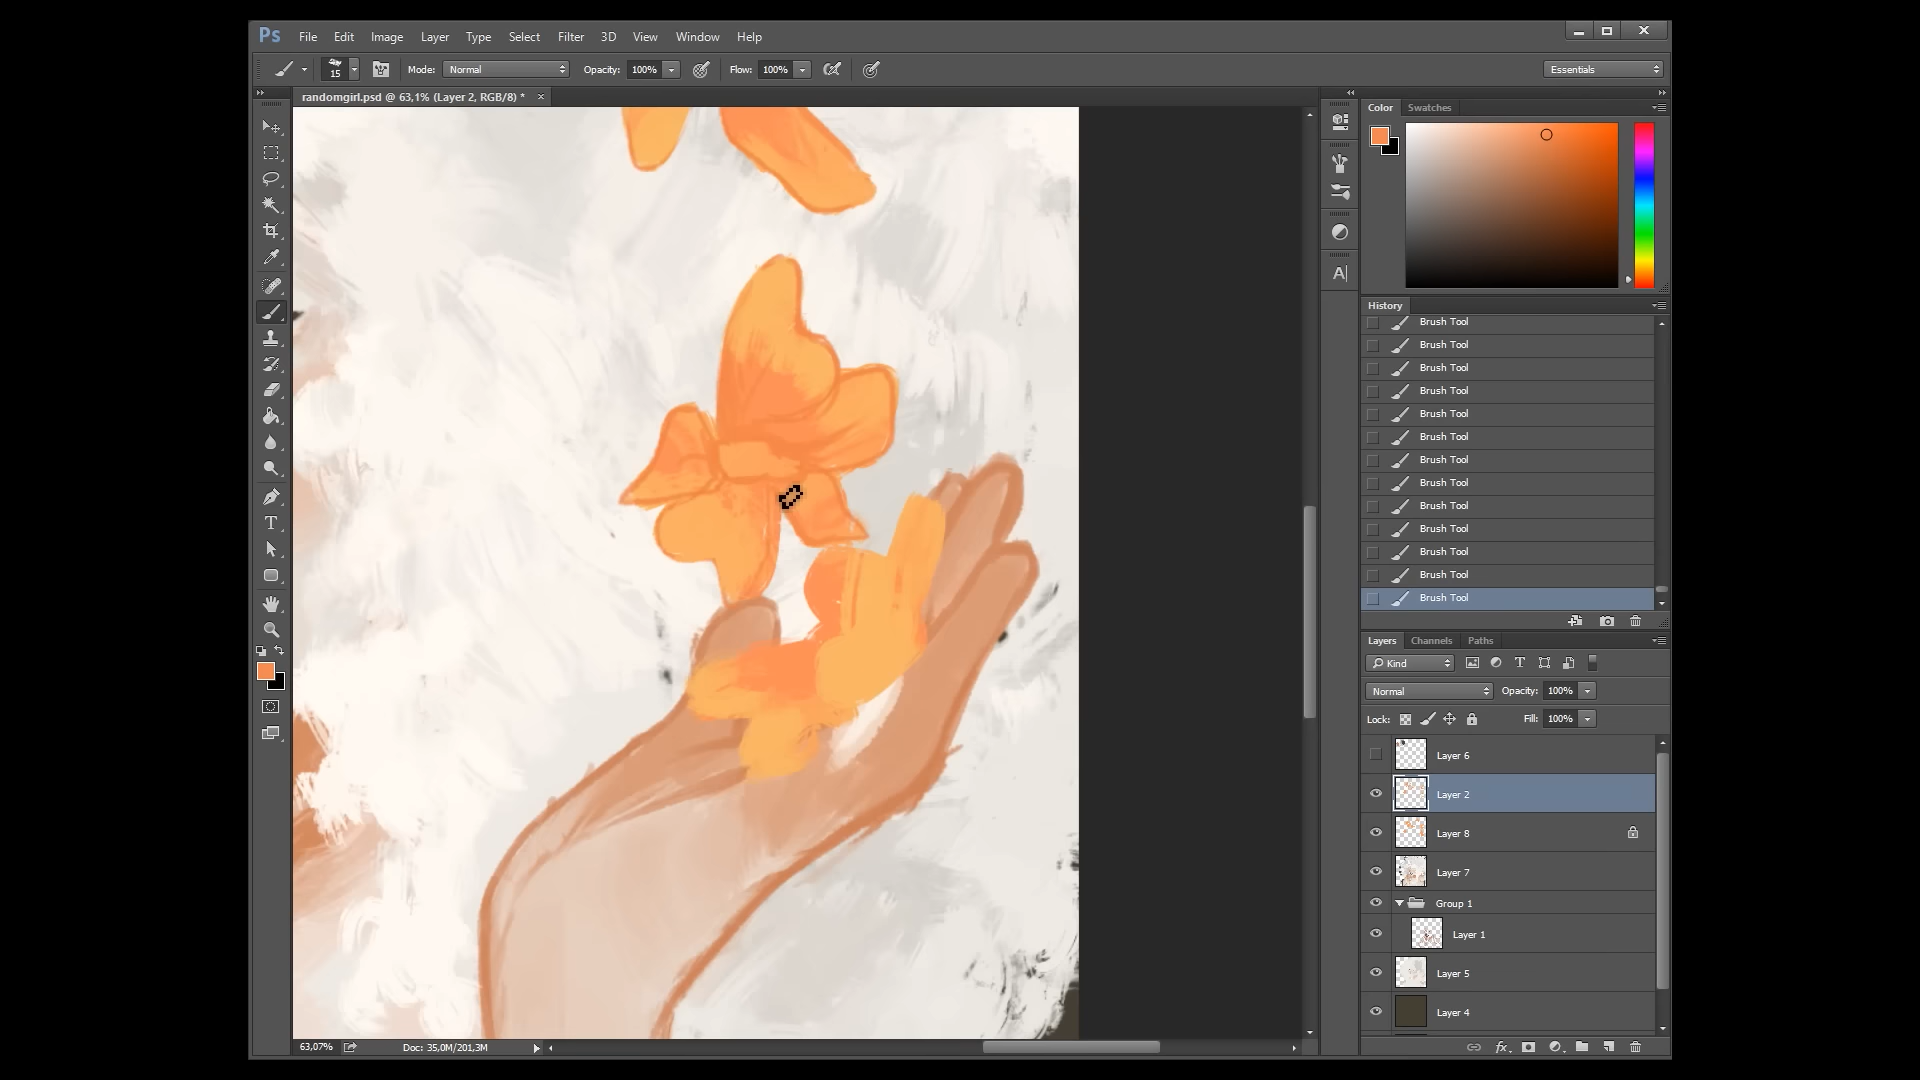 Ps File Edit Image Layer Type Select Filter 3D View Window Help
15 Mode: Normal Opacity: 100% Flow: 100% Essentials
randomgirl.psd @ 63,1% (Layer 2, RGB/8) * ×
Color Swatches
A
History
Brush Tool
Brush Tool
Brush Tool
Brush Tool
Brush Tool
Brush Tool
Brush Tool
Brush Tool
Brush Tool
Brush Tool
Brush Tool
Brush Tool
Brush Tool
T
Layers Channels Paths
Kind T
Normal Opacity: 100%
Lock: Fill: 100%
Layer 6
Layer 2
Layer 8
Layer 7
Group 1
Layer 1
Layer 5
Layer 4
63,07% Doc: 35,0M/201,3M
fx